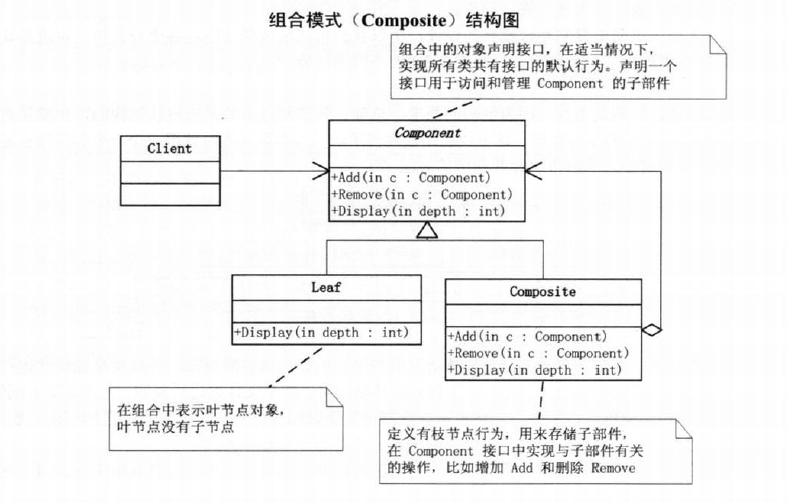 组合模式（Composite）结构图
组合中的对象声明接口，在适当情况下，
实现所有类共有接口的默认行为。声明一个
接口用于访问和管理 Component 的子部件
Component
Client
+Add(in c : Component)
+Remove(in c : Component)
+Display(in depth : int)
Leaf
+Display(in depth : int)
Composite
+Add(in c : Component)
+Remove(in c : Component)
+Display(in depth : int)
在组合中表示叶节点对象，
叶节点没有子节点
定义有枝节点行为，用来存储子部件，
在 Component 接口中实现与子部件有关
的操作，比如增加 Add 和删除 Remove